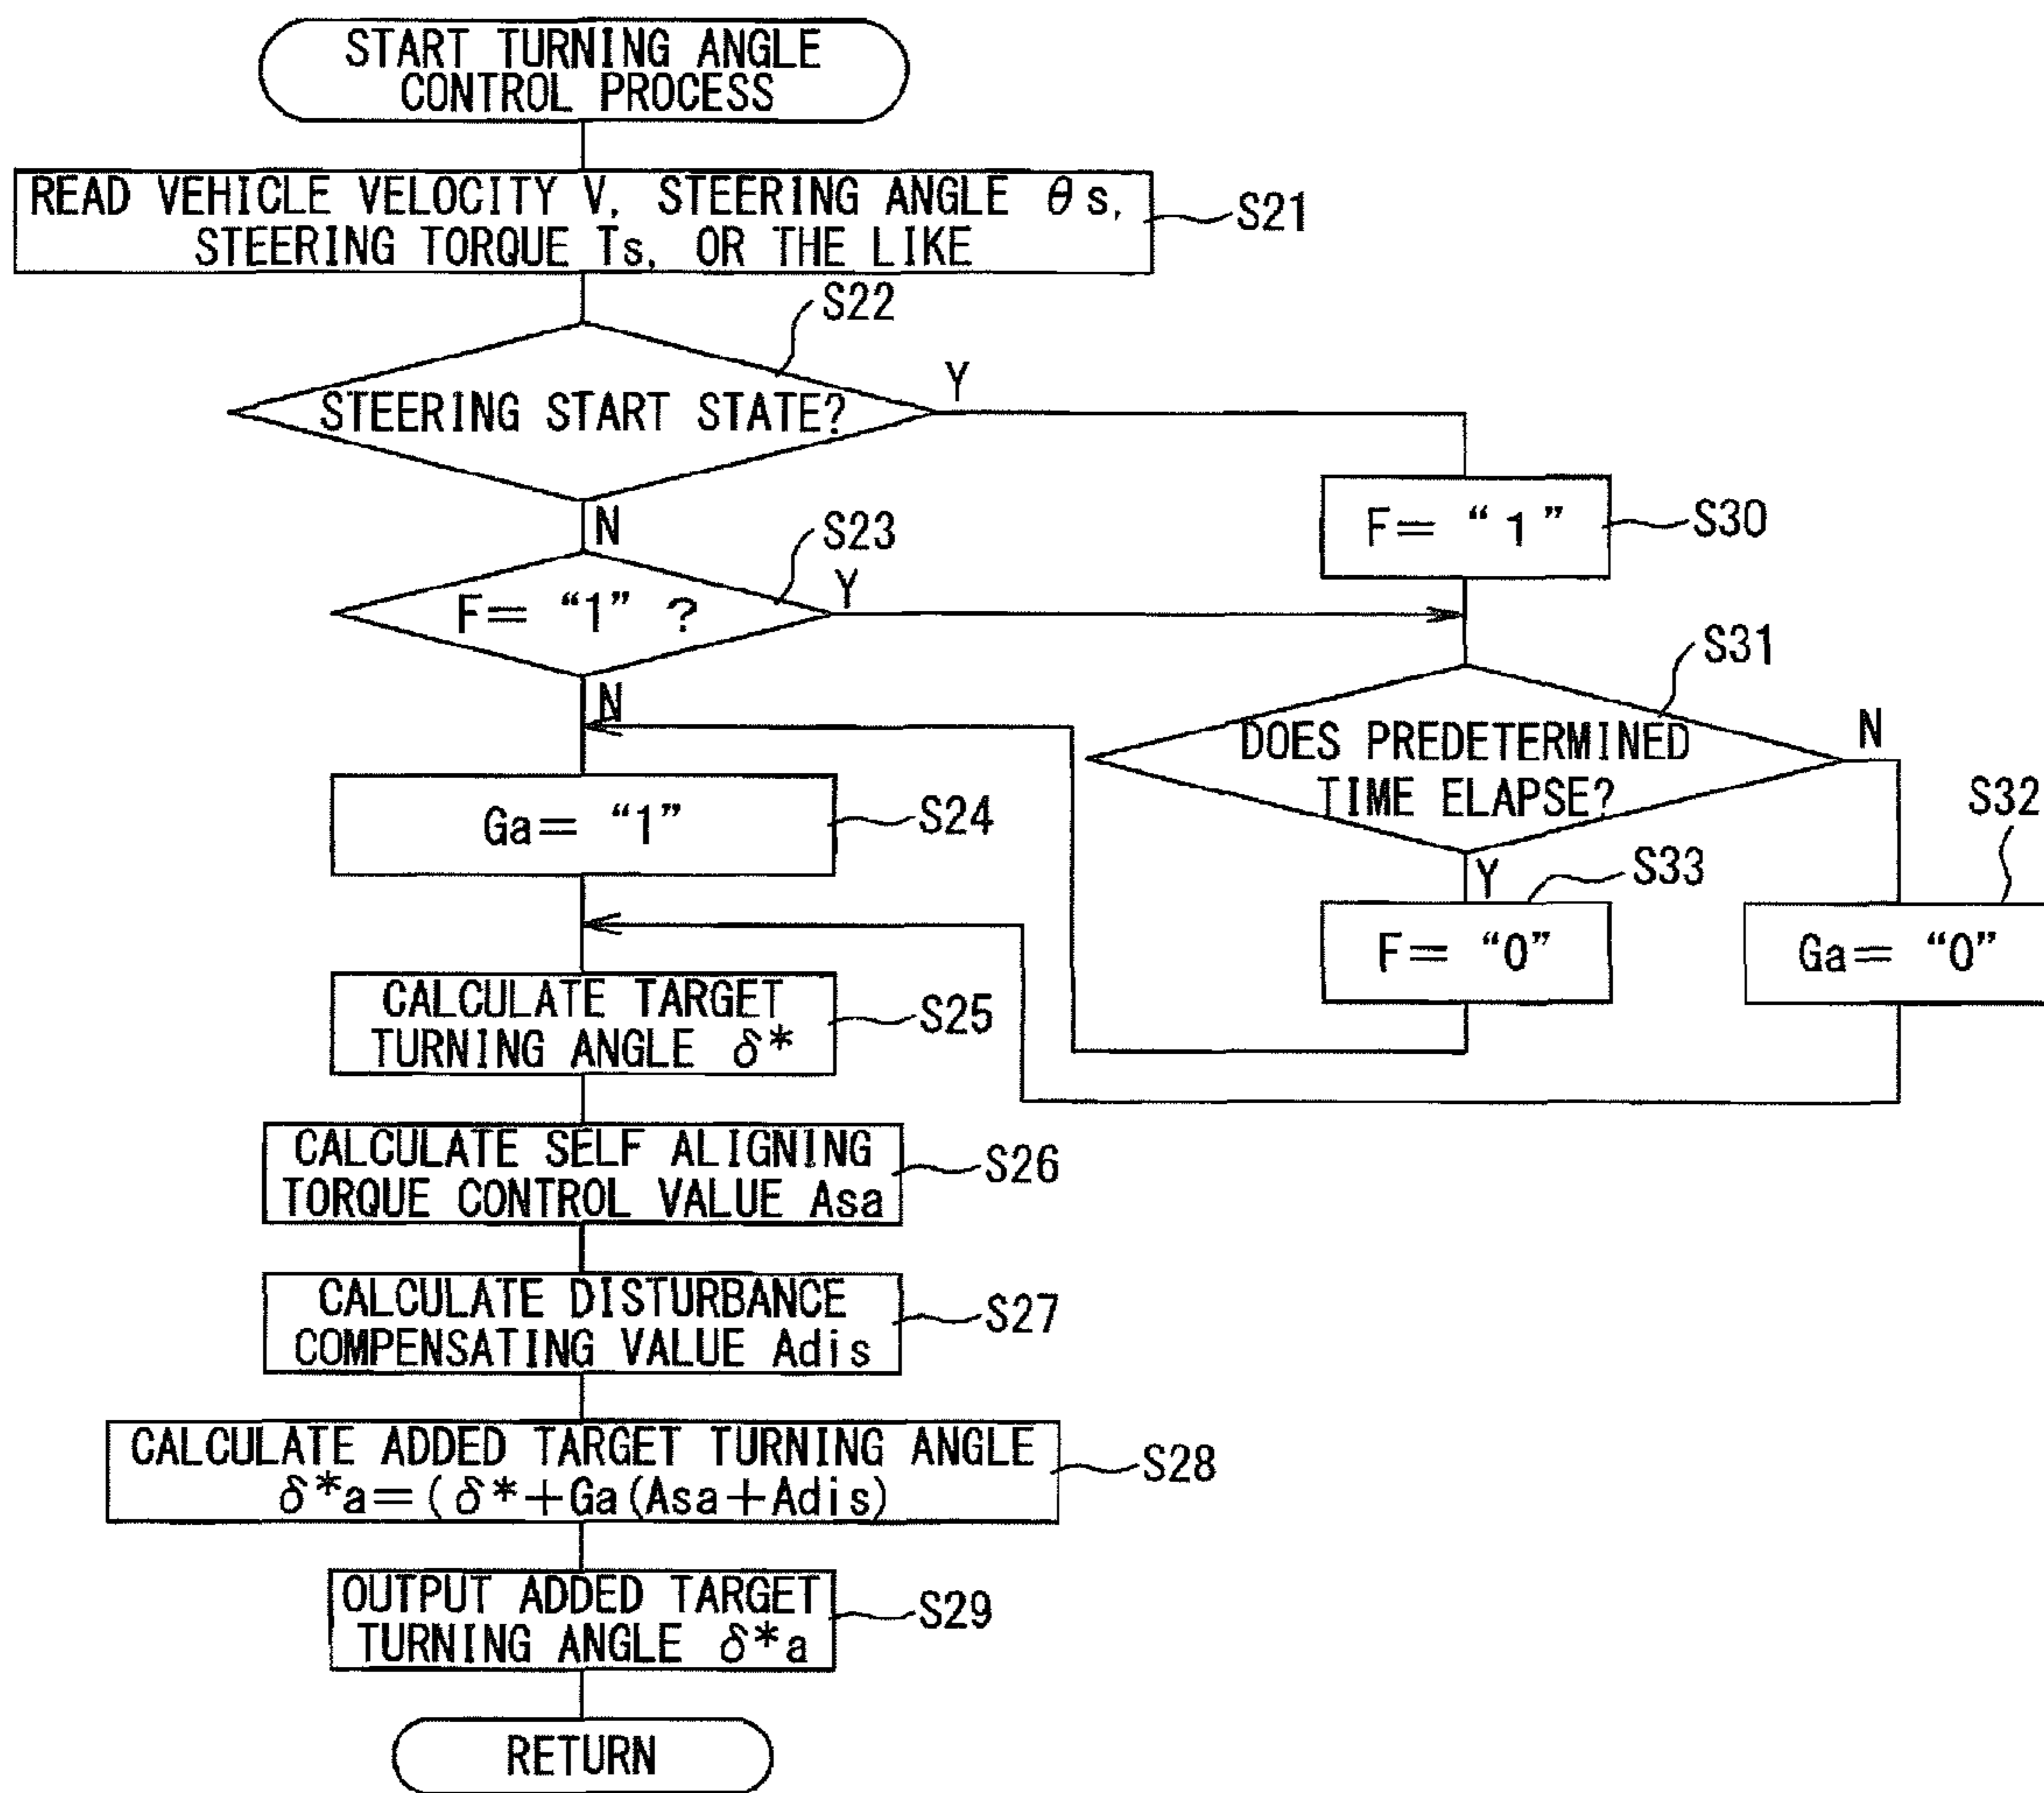 START TURNING ANGLE
CONTROL PROCESS
READ VEHICLE VELOCITY V, STEERING ANGLE θs,
STEERING TORQUE Ts, OR THE LIKE
S21
S22
STEERING START STATE?
Y
N
S30
F= “1”
S23
F= “1” ?
Y
N
S31
DOES PREDETERMINED
TIME ELAPSE?
N
Y
S24
Ga= “1”
S32
Ga= “0”
S33
F= “0”
CALCULATE TARGET
TURNING ANGLE δ*
S25
CALCULATE SELF ALIGNING
TORQUE CONTROL VALUE Asa
S26
CALCULATE DISTURBANCE
COMPENSATING VALUE Adis
S27
CALCULATE ADDED TARGET TURNING ANGLE
δ*a=(δ*+Ga(Asa+Adis)
S28
OUTPUT ADDED TARGET
TURNING ANGLE δ*a
S29
RETURN